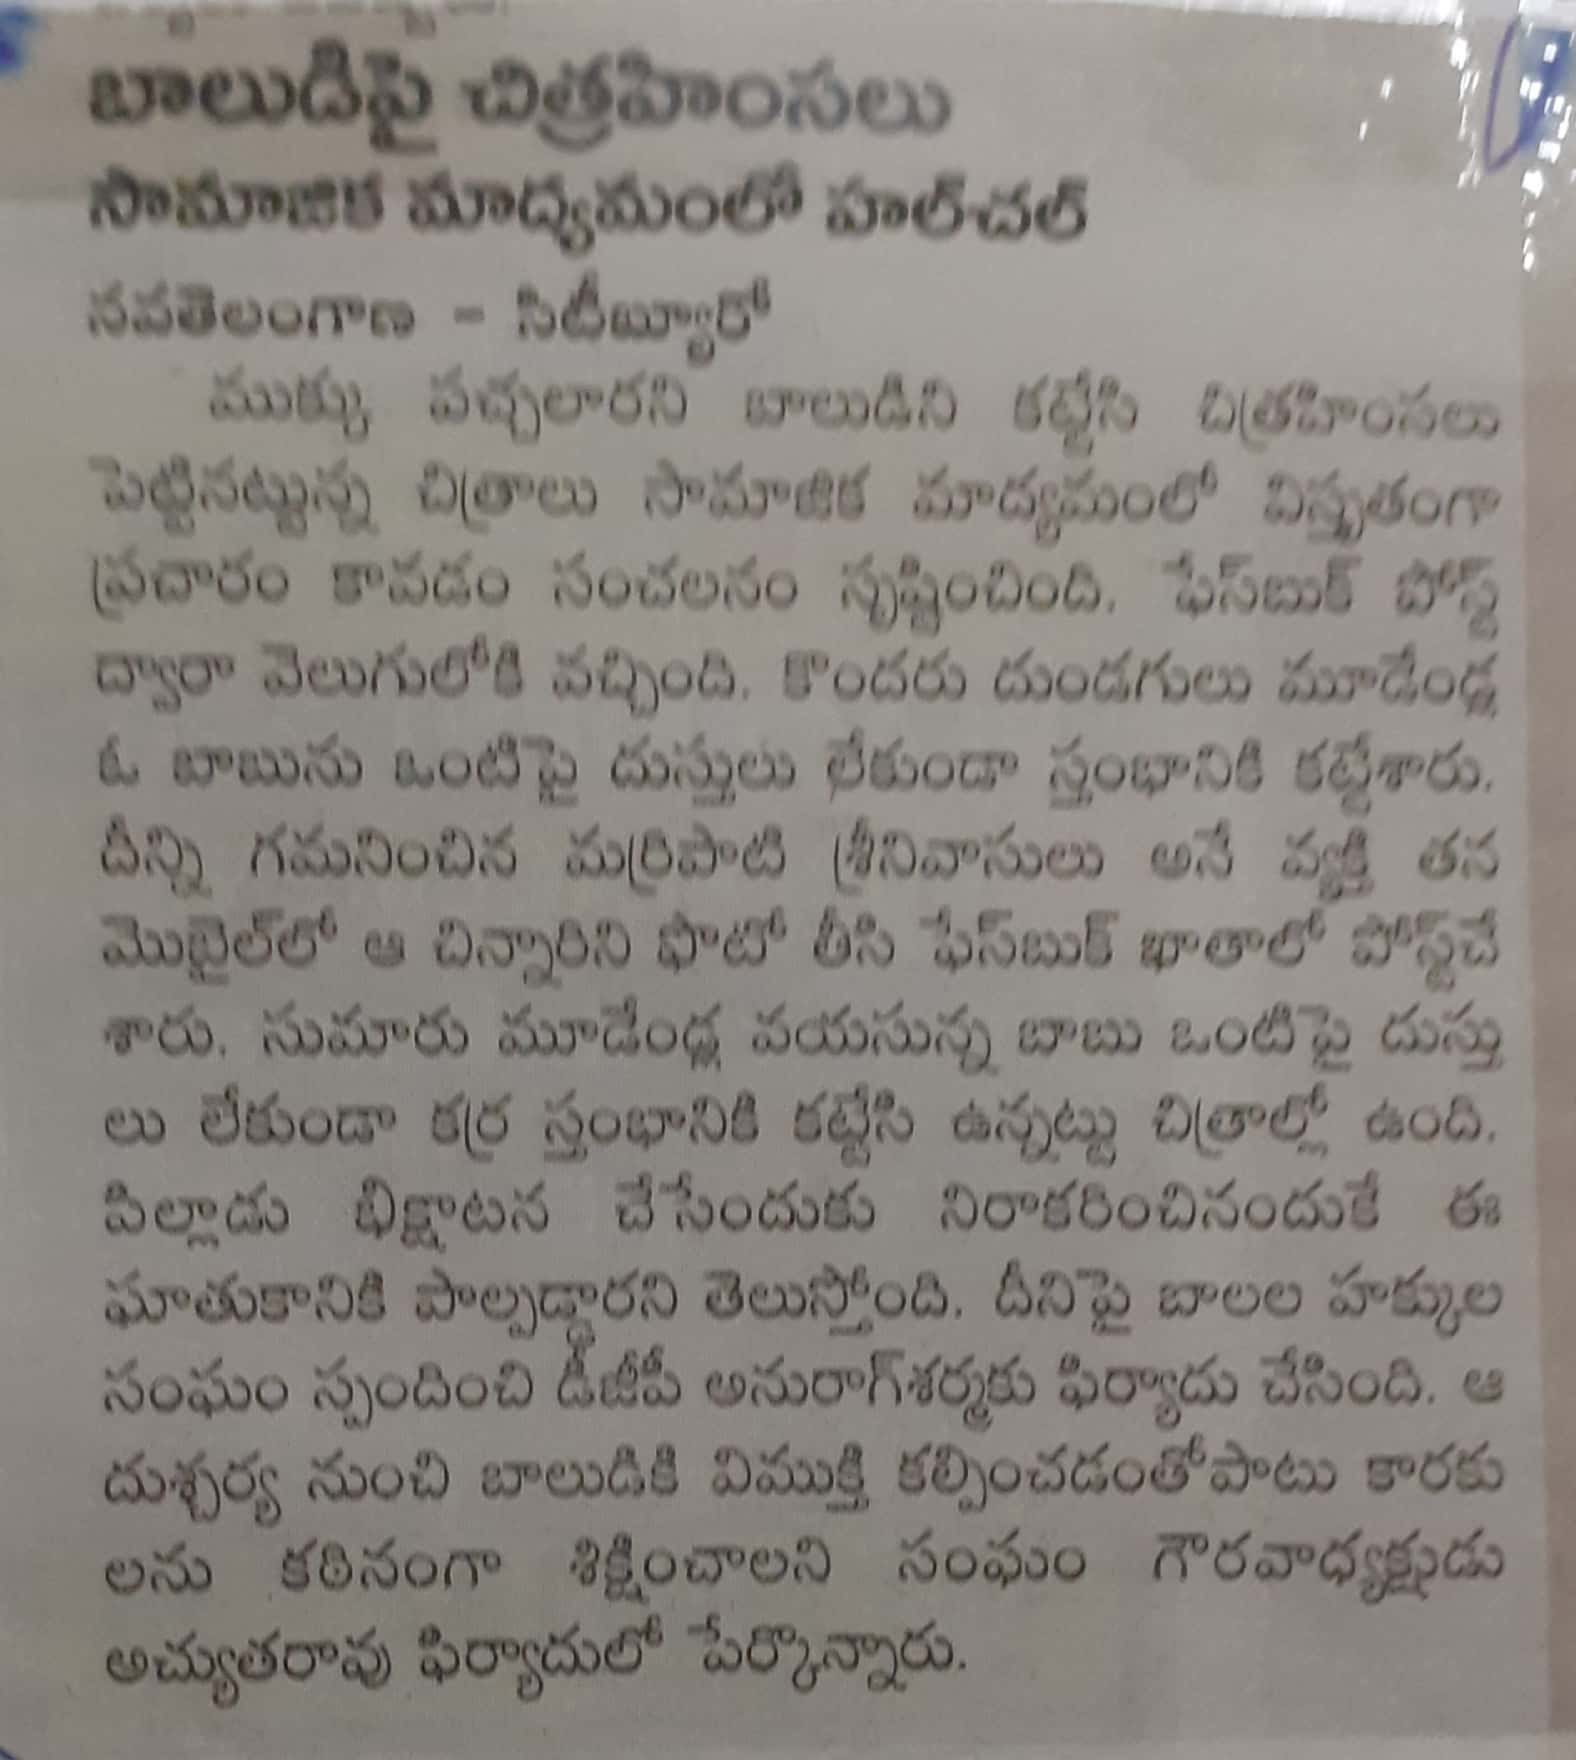 బాలుడిపై చిత్రహింసలు
సామాజిక మాధ్యమంలో హల్‌చల్‌
నవతెలంగాణ - సిటీబ్యూరో
ముక్కు పచ్చలారని బాలుడిని కట్టేసి చిత్రహింసలు
పెట్టినట్టున్న చిత్రాలు సామాజిక మాధ్యమంలో విస్తృతంగా
ప్రచారం కావడం సంచలనం సృష్టించింది. ఫేస్‌బుక్‌ పోస్ట్‌
ద్వారా వెలుగులోకి వచ్చింది. కొందరు దుండగులు మూడేండ్ల
ఓ బాబును ఒంటిపై దుస్తులు లేకుండా స్తంభానికి కట్టేశారు.
దీన్ని గమనించిన మర్రిపాటి శ్రీనివాసులు అనే వ్యక్తి తన
మొబైల్‌లో ఆ చిన్నారిని ఫొటో తీసి ఫేస్‌బుక్‌ ఖాతాలో పోస్ట్‌చే
శారు. సుమారు మూడేండ్ల వయసున్న బాబు ఒంటిపై దుస్తు
లు లేకుండా కర్ర స్తంభానికి కట్టేసి ఉన్నట్టు చిత్రాల్లో ఉంది.
పిల్లాడు భిక్షాటన చేసేందుకు నిరాకరించినందుకే ఈ
ఘాతుకానికి పాల్పడ్డారని తెలుస్తోంది. దీనిపై బాలల హక్కుల
సంఘం స్పందించి డీజీపీ అనురాగ్‌శర్మకు ఫిర్యాదు చేసింది. ఆ
దుశ్చర్య నుంచి బాలుడికి విముక్తి కల్పించడంతోపాటు కారకు
లను కఠినంగా శిక్షించాలని సంఘం గౌరవాధ్యక్షుడు
అచ్యుతరావు ఫిర్యాదులో పేర్కొన్నారు.